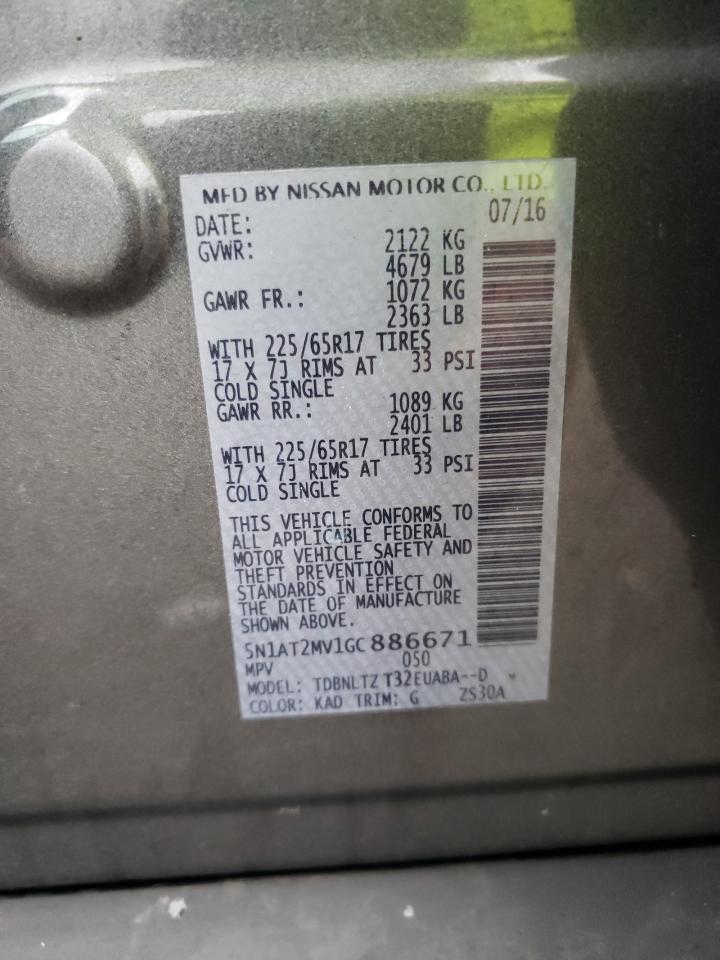 MFD BY NISSAN MOTOR CO., LTD.
DATE: 07/16
GVWR: 2122 KG
4679 LB
GAWR FR.: 1072 KG
2363 LB
WITH 225/65R17 TIRES
17 X 7J RIMS AT 33 PSI
COLD SINGLE
GAWR RR.: 1089 KG
2401 LB
WITH 225/65R17 TIRES
17 X 7J RIMS AT 33 PSI
COLD SINGLE
THIS VEHICLE CONFORMS TO
ALL APPLICABLE FEDERAL
MOTOR VEHICLE SAFETY AND
THEFT PREVENTION
STANDARDS IN EFFECT ON
THE DATE OF MANUFACTURE
SHOWN ABOVE.
5N1AT2MV1GC886671
MPV 050
MODEL: TDBNLTZ T32EUABA--D
COLOR: KAD TRIM: G ZS30A